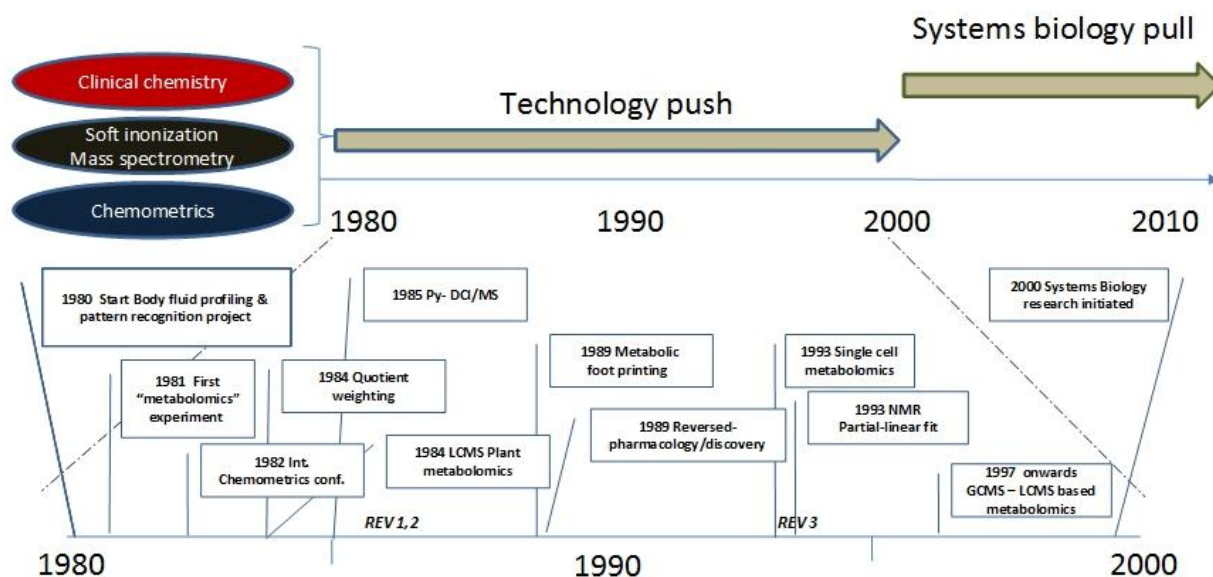 Systems biology pull
Clinical chemistry
Technology push
Soft inonization
Mass spectrometry
Chemometrics
1980
1990
2000
2010
1980 Start Body fluid profiling &
pattern recognition project
1985 Py- DCI/MS
2000 Systems Biology
research initiated
1981 First
"metabolomics"
experiment
1984 Quotient
weighting
1989 Metabolic
foot printing
1993 Single cell
metabolomics
1982 Int.
Chemometrics conf.
1984 LCMS Plant
metabolomics
1989 Reversed-
pharmacology/discovery
1993 NMR
Partial-linear fit
1997 onwards
GCMS – LCMS based
metabolomics
REV 1,2
REV 3
1980
1990
2000